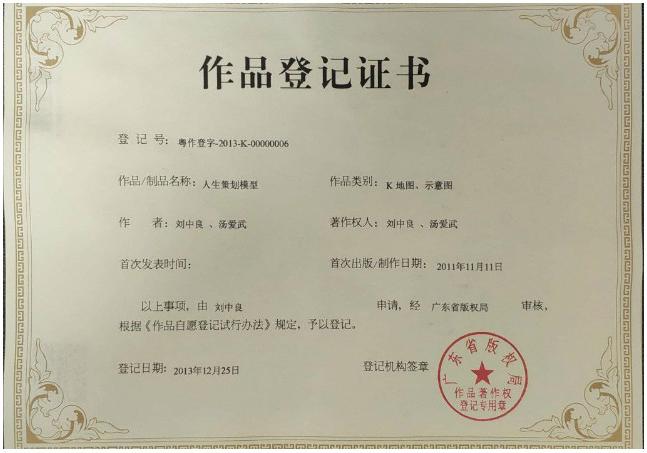 作品登记证书
登 记 号：粤作登字-2013-K-00000006
作品/制品名称：人生策划模型 作品类别：K 地图、示意图
作 者：刘中良 、汤爱武 著作权人：刘中良 、汤爱武
首次发表时间： 首次出版/制作日期：2011年11月11日
以上事项，由 刘中良 申请，经 广东省版权局 审核，
根据《作品自愿登记试行办法》规定，予以登记。
登记日期：2013年12月25日 登记机构签章
广东省版权局
作品著作权
登记专用章